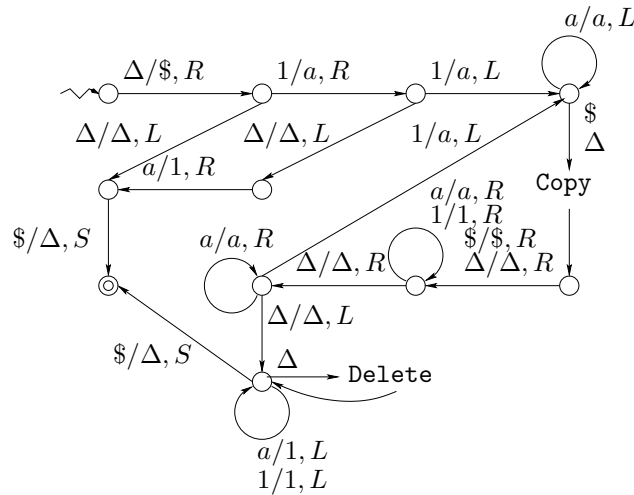 a/a, L
Δ/$, R
1/a, R
1/a, L
Δ/Δ, L
Δ/Δ, L
1/a, L
$
Δ
a/1, R
Copy
a/a, R
1/1, R
$/Δ, S
a/a, R
$/$, R
Δ/Δ, R
Δ/Δ, R
Δ/Δ, L
$/Δ, S
Δ
Delete
a/1, L
1/1, L